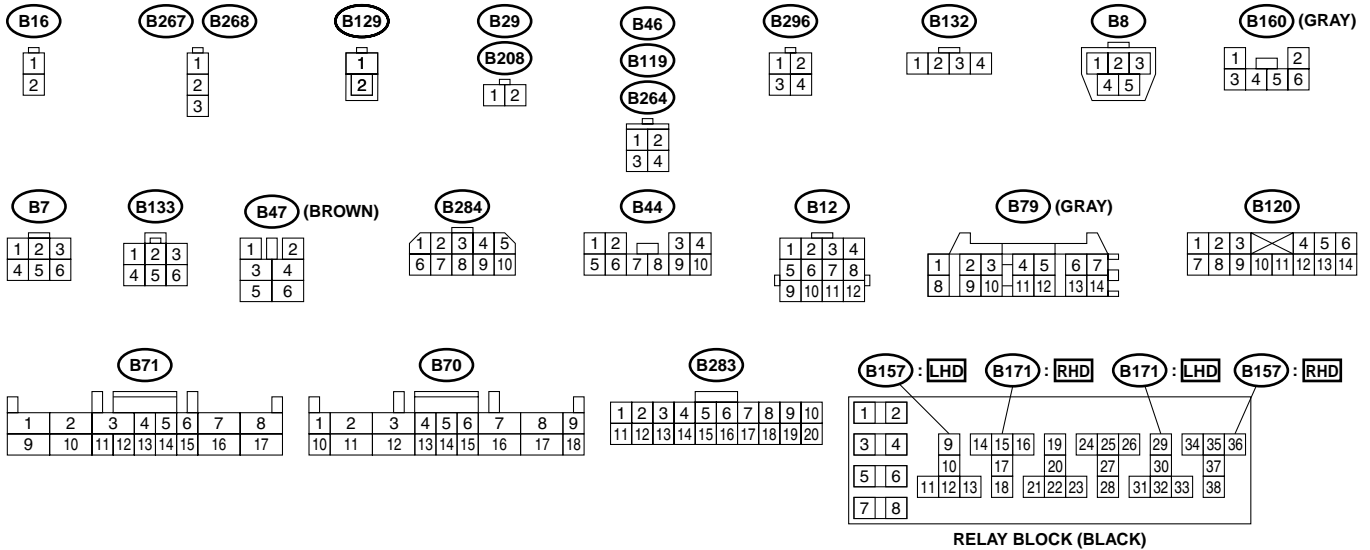 B16 B267 B268 B129 B29 B46 B296 B132 B8 B160 (GRAY)
B208 B119
B264
1 1 1 1 2 1 2 3 4 1 2 3 1 2
2 2 2 1 2 3 4 4 5 3 4 5 6
3
1 2
3 4
B7 B133 B47 (BROWN) B284 B44 B12 B79 (GRAY) B120
1 2 3 1 2 3 1 2 1 2 3 4 5 1 2 3 4 1 2 3 4 1 2 3 4 5 6 7 1 2 3 4 5 6
4 5 6 4 5 6 3 4 6 7 8 9 10 5 6 7 8 9 10 5 6 7 8 8 9 10 11 12 13 14 7 8 9 10 11 12 13 14
5 6 9 10 11 12
B71 B70 B283 B157 : LHD B171 : RHD B171 : LHD B157 : RHD
1 2 3 4 5 6 7 8 1 2 3 4 5 6 7 8 9 1 2 3 4 5 6 7 8 9 10 1 2
9 10 11 12 13 14 15 16 17 10 11 12 13 14 15 16 17 18 11 12 13 14 15 16 17 18 19 20
3 4 9 14 15 16 19 24 25 26 29 34 35 36
10 17 20 27 30 37
5 6 11 12 13 18 21 22 23 28 31 32 33 38
7 8
RELAY BLOCK (BLACK)